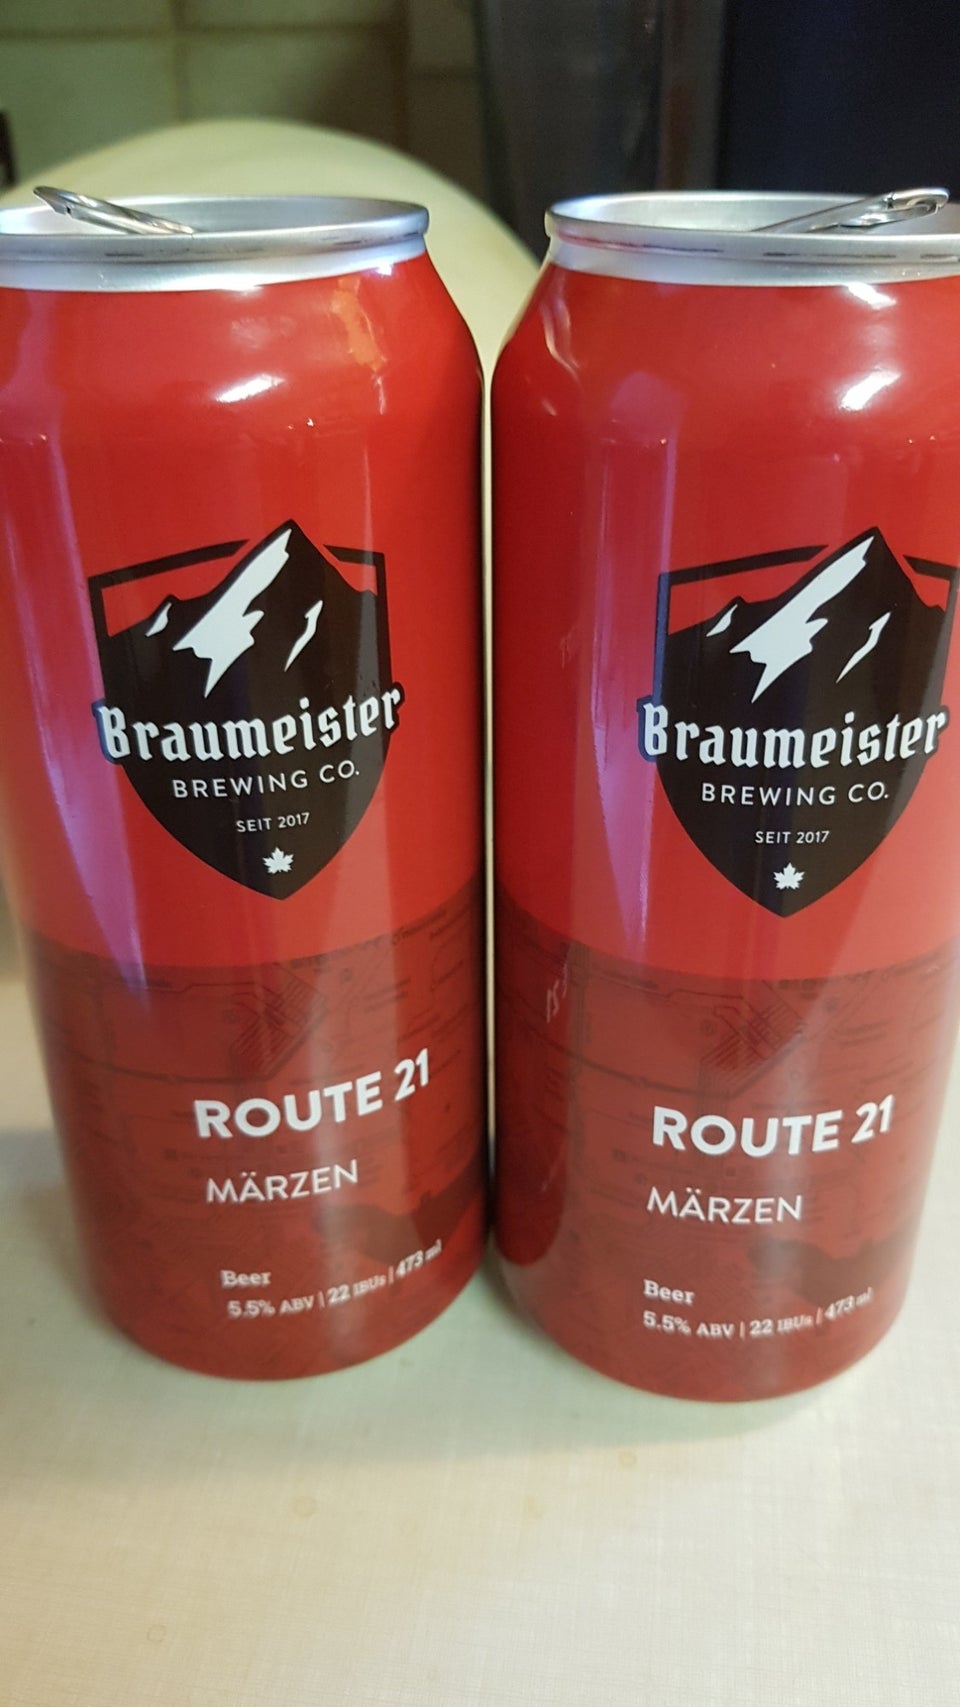 Braumeister
BREWING CO.
SEIT 2017
ROUTE 21
MÄRZEN
Beer
5.5% ABV | 22 IBUs | 473 ml
Braumeister
BREWING CO.
SEIT 2017
ROUTE 21
MÄRZEN
Beer
5.5% ABV | 22 IBUs | 473 ml